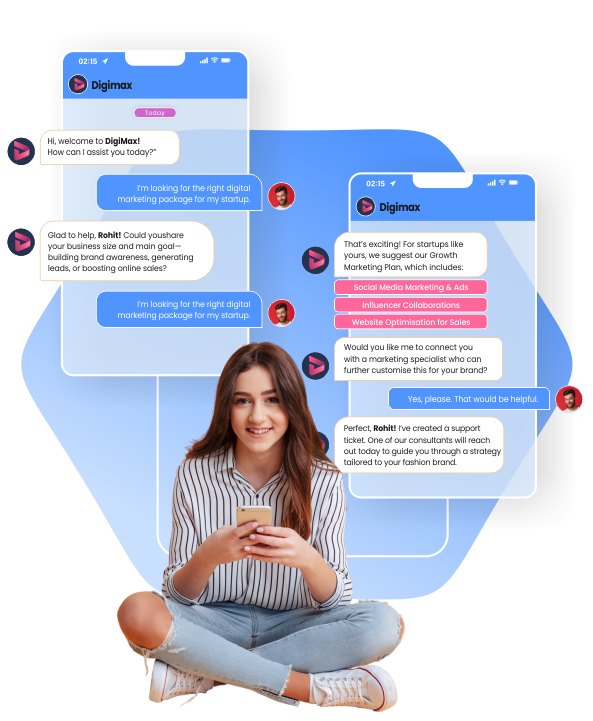 02:15
Digimax
Today
Hi, welcome to DigiMax!
How can I assist you today?"
I'm looking for the right digital
marketing package for my startup.
Glad to help, Rohit! Could youshare
your business size and main goal—
building brand awareness, generating
leads, or boosting online sales?
I'm looking for the right digital
marketing package for my startup.
02:15
Digimax
That's exciting! For startups like
yours, we suggest our Growth
Marketing Plan, which includes:
Social Media Marketing & Ads
Influencer Collaborations
Website Optimisation for Sales
Would you like me to connect you
with a marketing specialist who can
further customise this for your brand?
Yes, please. That would be helpful.
Perfect, Rohit! I've created a support
ticket. One of our consultants will reach
out today to guide you through a strategy
tailored to your fashion brand.